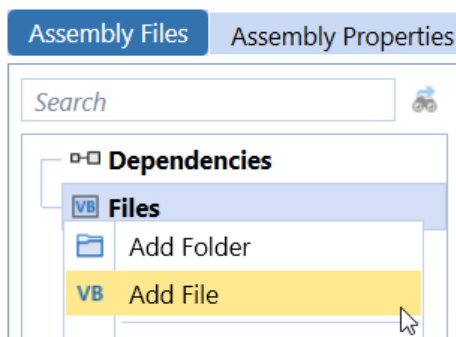 Assembly Files Assembly Properties
Search
Dependencies
VB Files
Add Folder
VB Add File